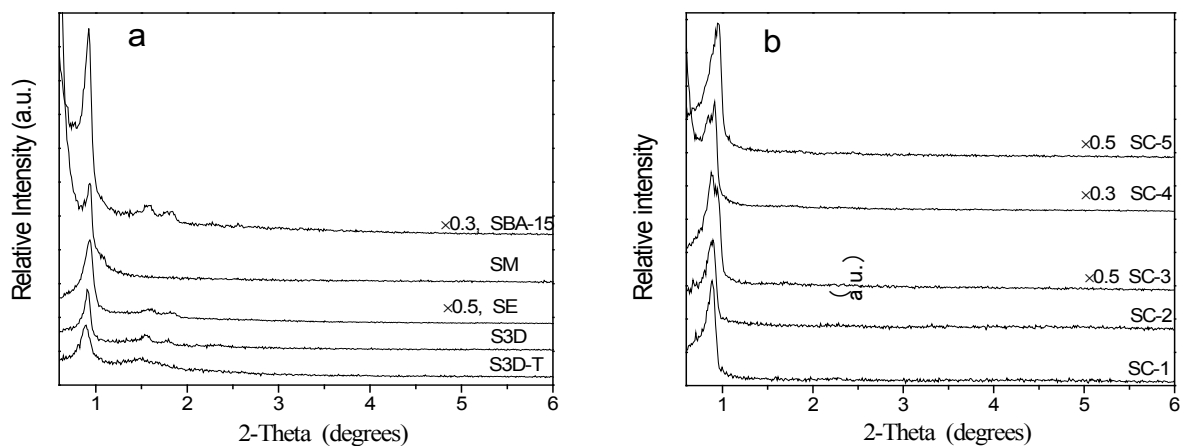 a
Relative Intensity (a.u.)
×0.3, SBA-15
SM
×0.5, SE
S3D
S3D-T
1 2 3 4 5 6
2-Theta (degrees)
b
Relative intensity
(a.u.)
×0.5 SC-5
×0.3 SC-4
×0.5 SC-3
SC-2
SC-1
1 2 3 4 5 6
2-Theta (degrees)